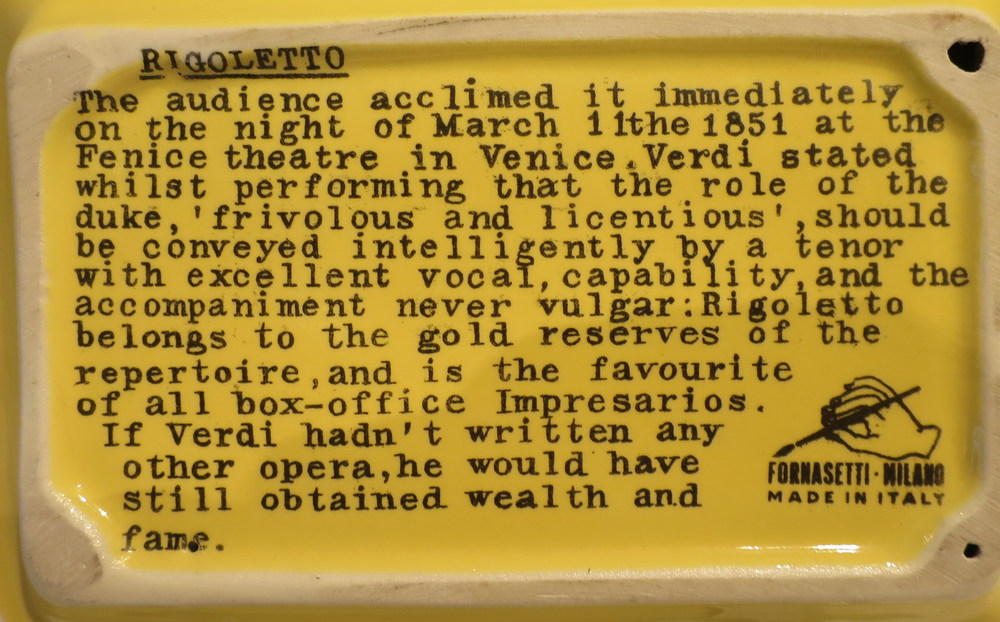 RIGOLETTO
The audience acclimed it immediately
on the night of March 11the 1851 at the
Fenice theatre in Venice.Verdi stated
whilst performing that the role of the
duke,'frivolous and licentious',should
be conveyed intelligently by a tenor
with excellent vocal,capability,and the
accompaniment never vulgar:Rigoletto
belongs to the gold reserves of the
repertoire,and is the favourite
of all box-office Impresarios.
If Verdi hadn't written any
other opera,he would have
still obtained wealth and
fame.
FORNASETTI·MILANO
MADE IN ITALY